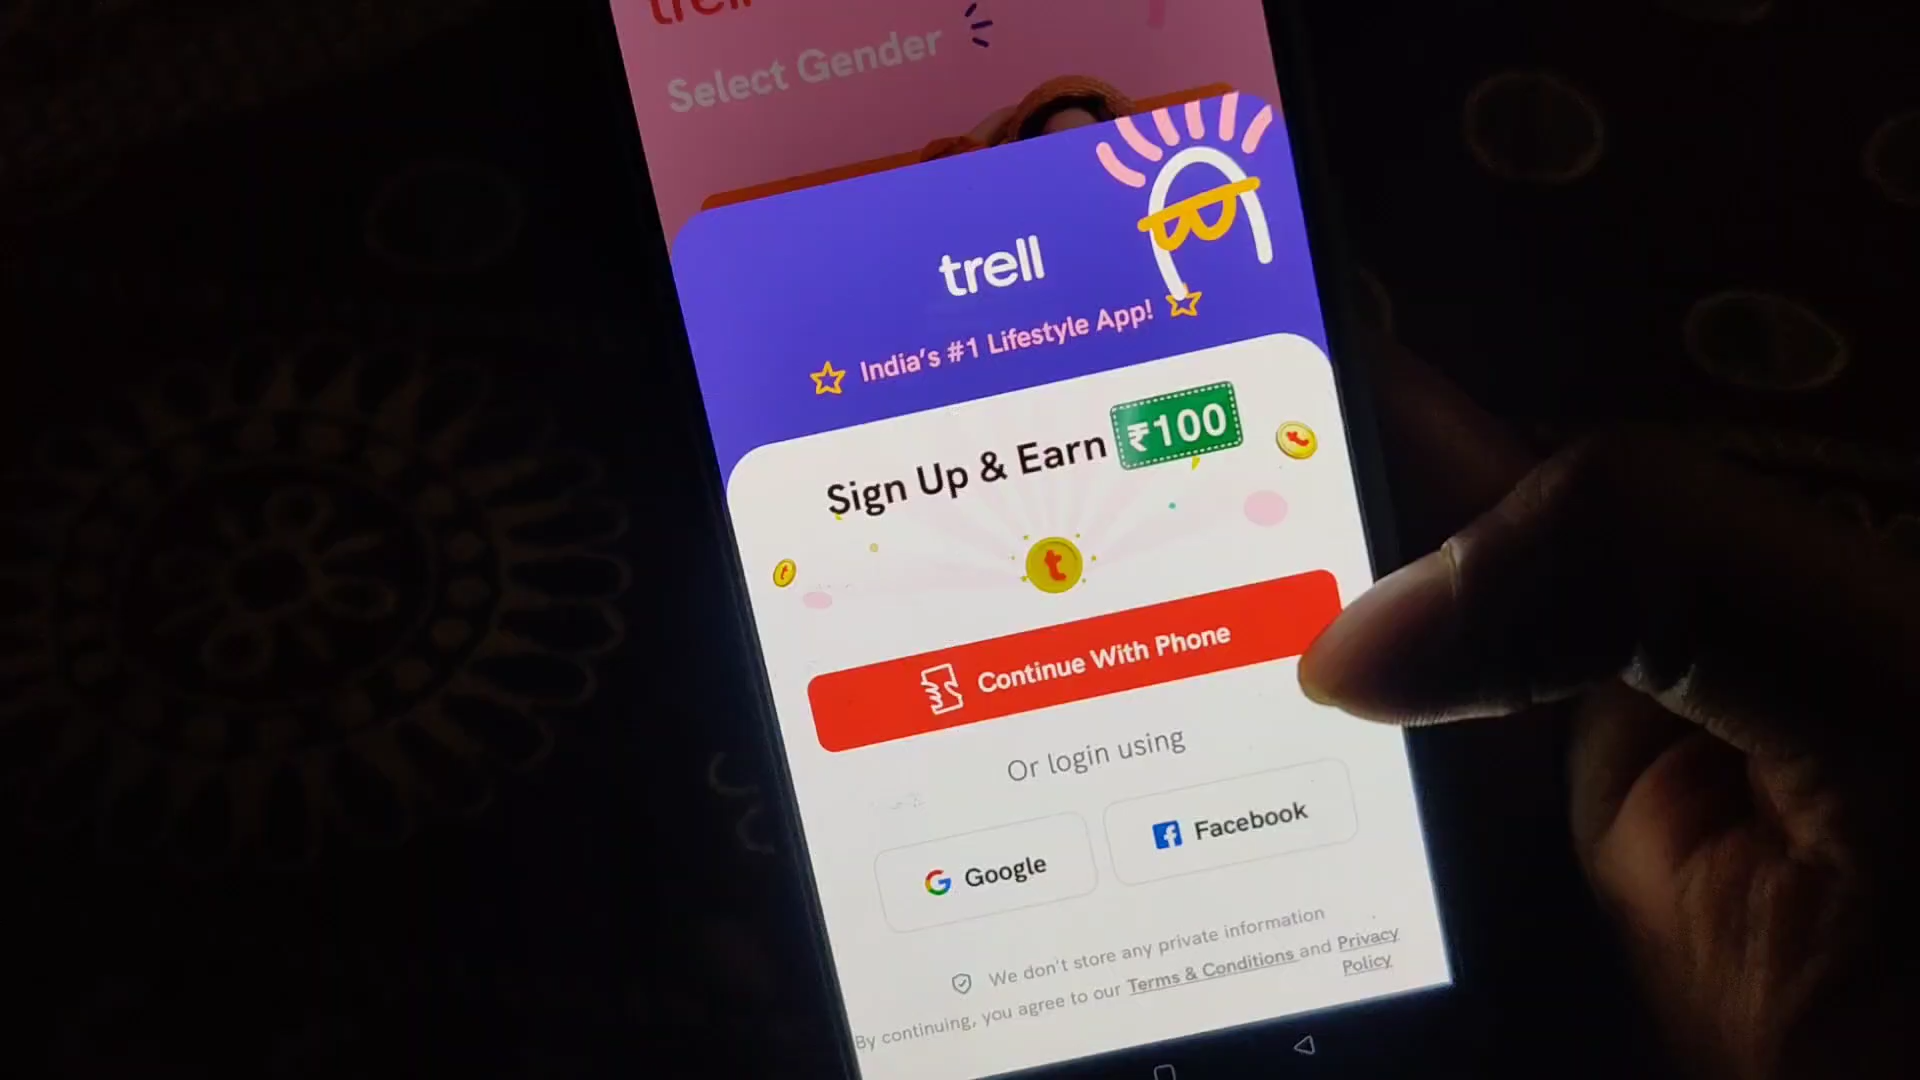 trell
Select Gender
trell
India's #1 Lifestyle App!
Sign Up & Earn ₹100
Continue With Phone
Or login using
Google
Facebook
We don't store any private information
By continuing, you agree to our Terms & Conditions and Privacy Policy